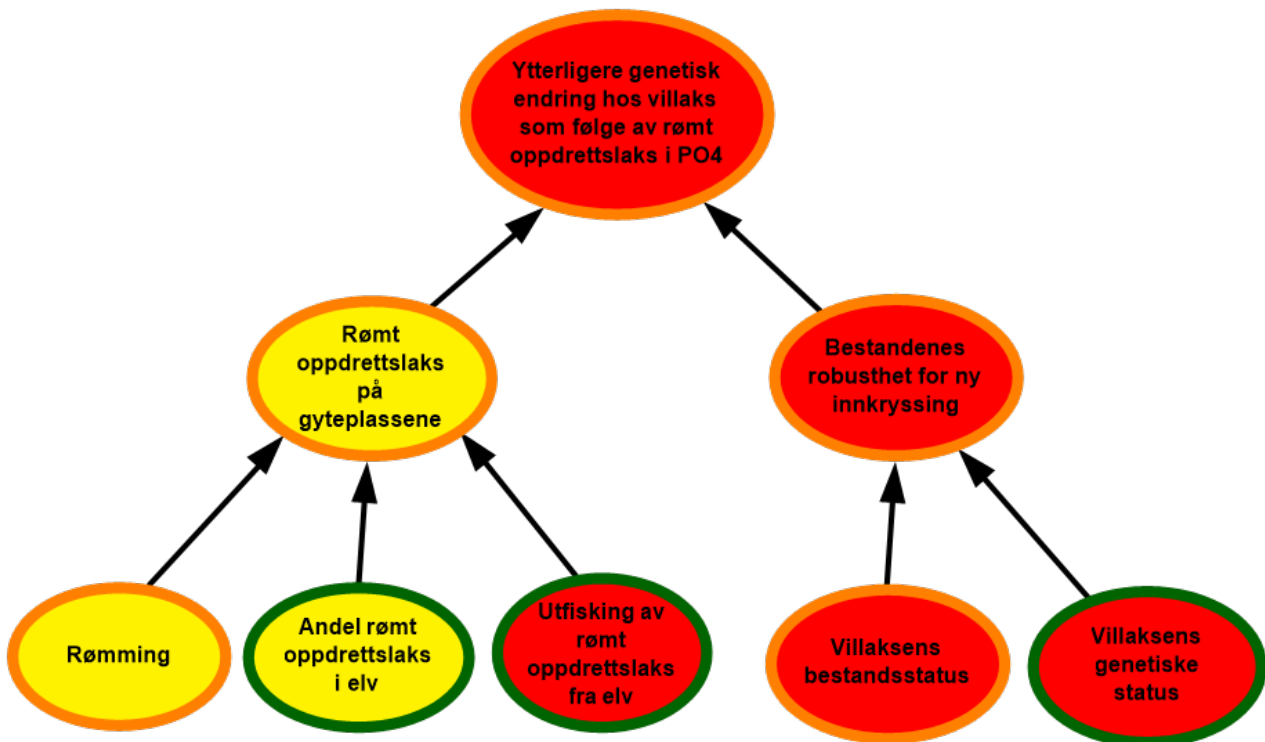 Ytterligere genetisk
endring hos villaks
som følge av rømt
oppdrettslaks i PO4
Rømt
oppdrettslaks
på
gyteplassene
Bestandenes
robusthet for ny
innkryssing
Rømming
Andel rømt
oppdrettslaks
i elv
Utfisking av
rømt
oppdrettslaks
fra elv
Villaksens
bestandsstatus
Villaksens
genetiske
status